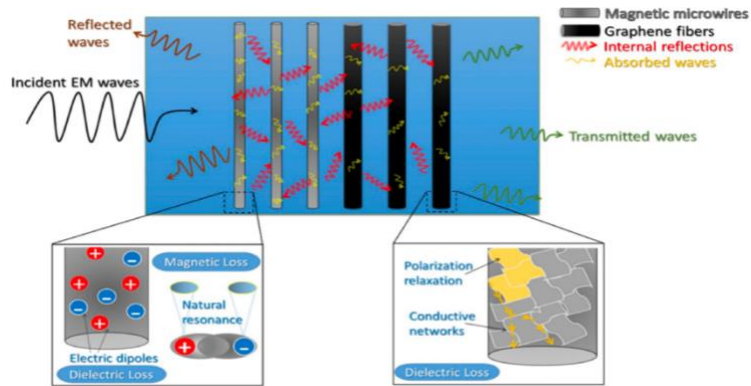 Reflected
waves
Incident EM waves
Magnetic microwires
Graphene fibers
Internal reflections
Absorbed waves
Transmitted waves
+
−
+
−
+
−
−
+
Electric dipoles
Dielectric Loss
Magnetic Loss
Natural
resonance
+
−
Polarization
relaxation
Conductive
networks
Dielectric Loss